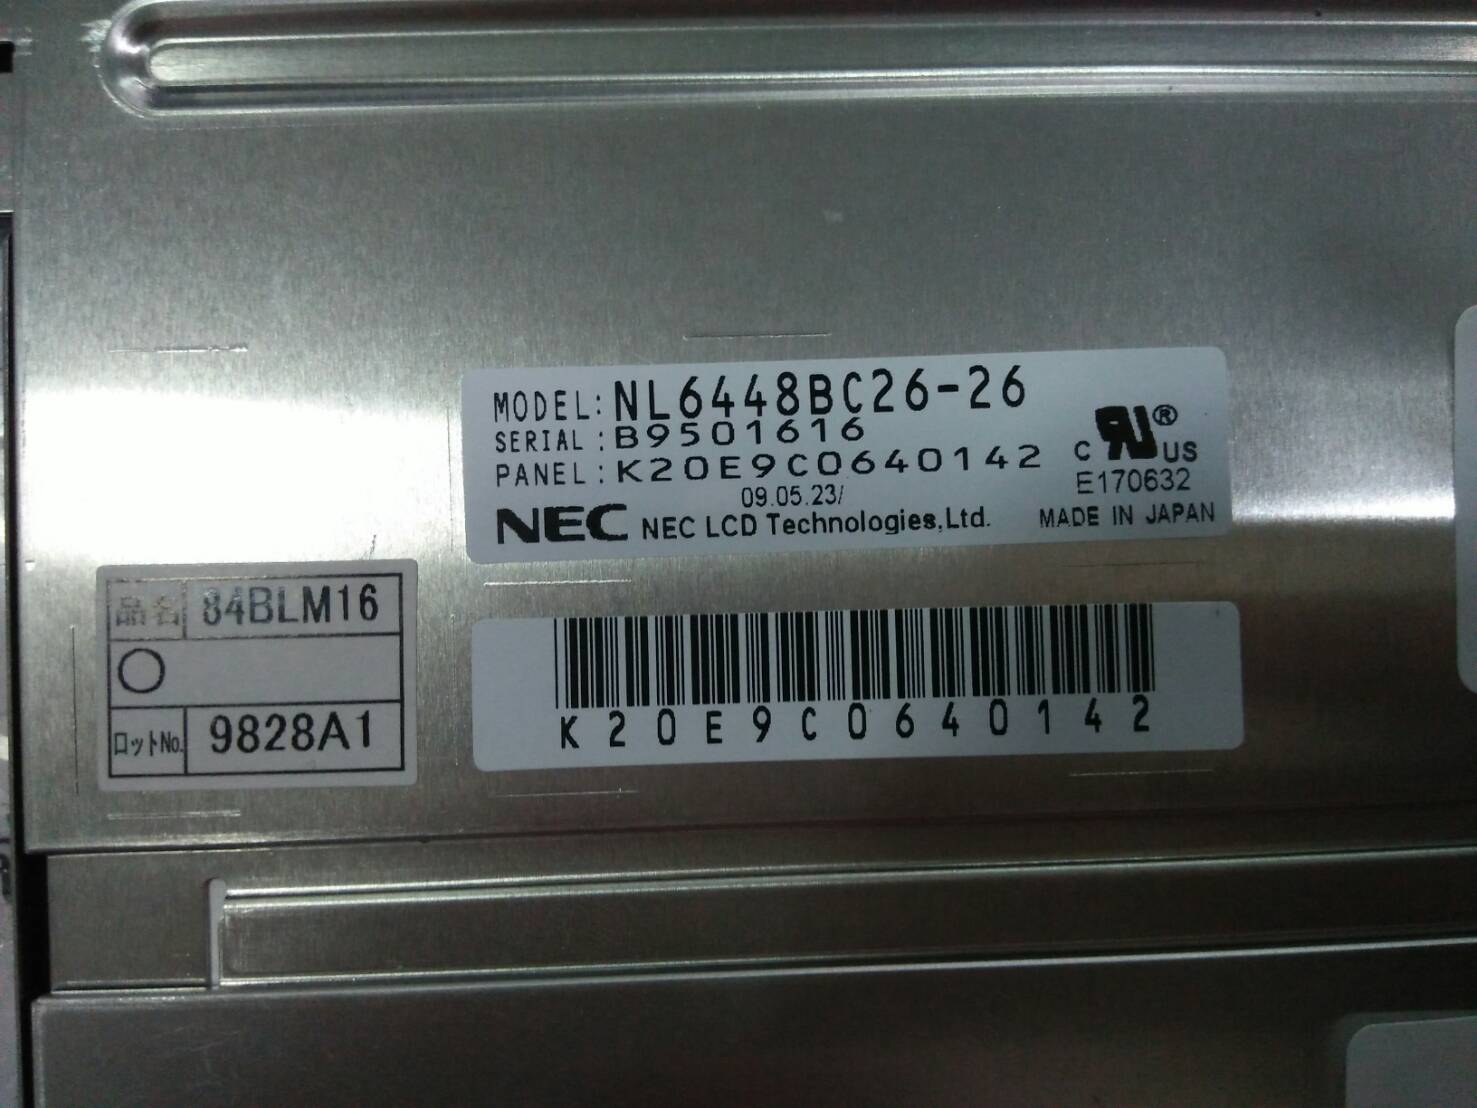 MODEL: NL6448BC26-26
SERIAL: B9501616
PANEL: K20E9C0640142
C RU® US
E170632
09.05.23/
NEC NEC LCD Technologies,Ltd.
MADE IN JAPAN
品名 84BLM16
○
ロットNo. 9828A1
K20E9C0640142